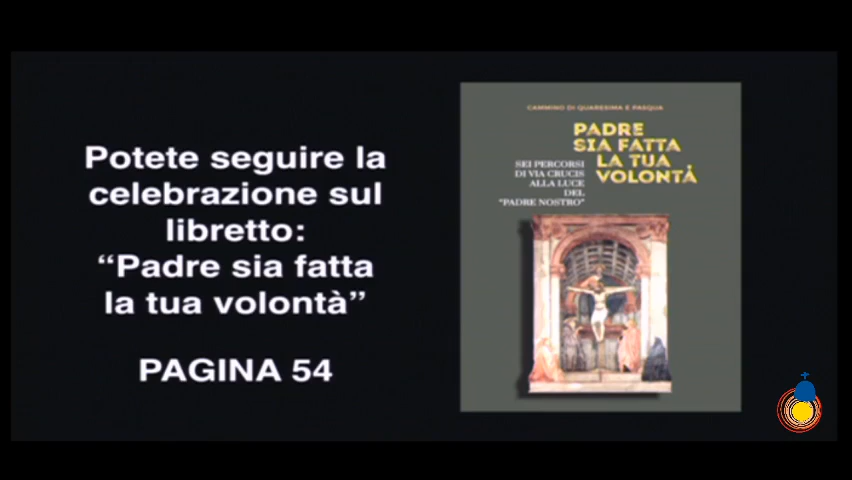 Potete seguire la
celebrazione sul
libretto:
“Padre sia fatta
la tua volontà”
PAGINA 54
CAMMINO DI QUARESIMA E PASQUA
PADRE
SIA FATTA
LA TUA
VOLONTÀ
SEI PERCORSI
DI VIA CRUCIS
ALLA LUCE
DEL
"PADRE NOSTRO"